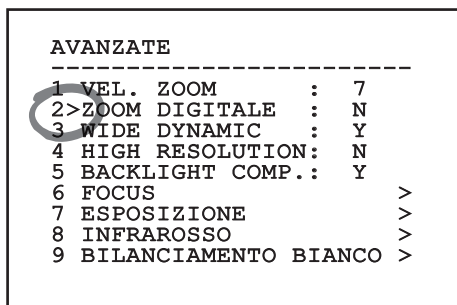 AVANZATE
-------------------------
1 VEL. ZOOM : 7
2>ZOOM DIGITALE : N
3 WIDE DYNAMIC : Y
4 HIGH RESOLUTION: N
5 BACKLIGHT COMP.: Y
6 FOCUS >
7 ESPOSIZIONE >
8 INFRAROSSO >
9 BILANCIAMENTO BIANCO >